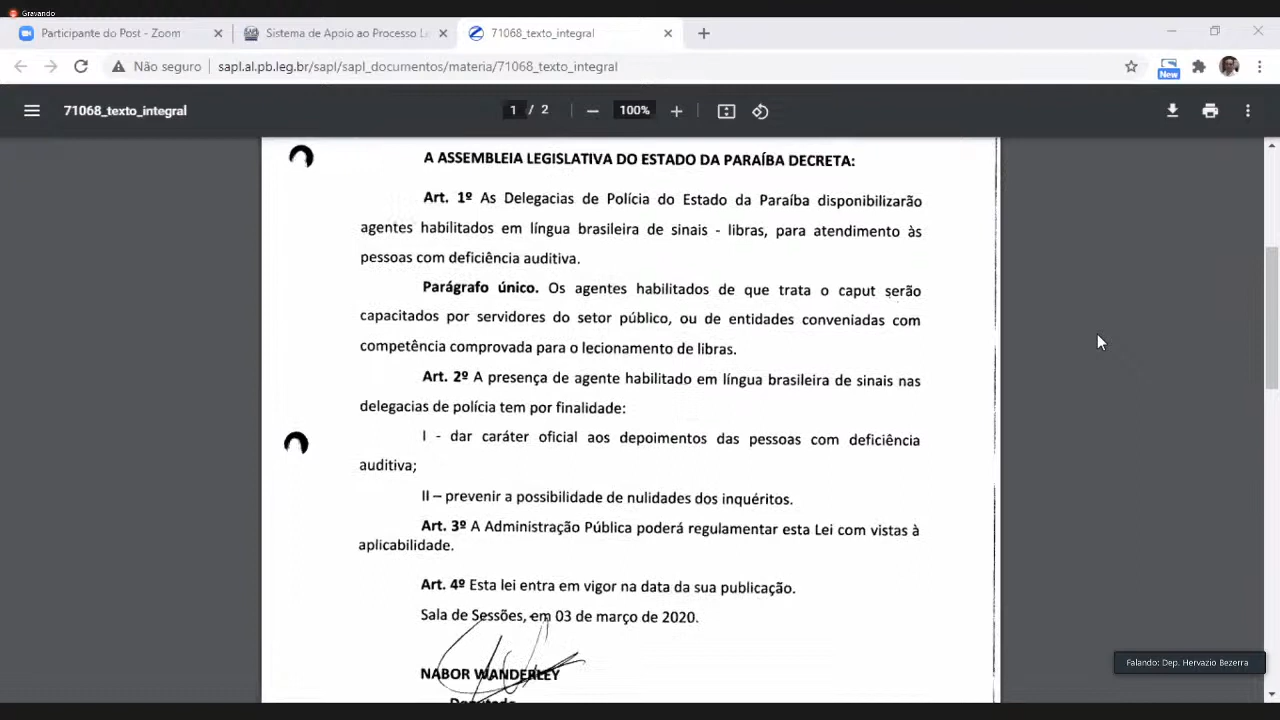 Gravando
Participante do Post - Zoom
Sistema de Apoio ao Processo Le
71068_texto_integral
Não seguro
sapl.al.pb.leg.br/sapl/sapl_documentos/materia/71068_texto_integral
New
71068_texto_integral
1 / 2
100%
A ASSEMBLEIA LEGISLATIVA DO ESTADO DA PARAÍBA DECRETA:
Art. 1º As Delegacias de Polícia do Estado da Paraíba disponibilizarão
agentes habilitados em língua brasileira de sinais - libras, para atendimento às
pessoas com deficiência auditiva.
Parágrafo único. Os agentes habilitados de que trata o caput serão
capacitados por servidores do setor público, ou de entidades conveniadas com
competência comprovada para o lecionamento de libras.
Art. 2º A presença de agente habilitado em língua brasileira de sinais nas
delegacias de polícia tem por finalidade:
I - dar caráter oficial aos depoimentos das pessoas com deficiência
auditiva;
II – prevenir a possibilidade de nulidades dos inquéritos.
Art. 3º A Administração Pública poderá regulamentar esta Lei com vistas à
aplicabilidade.
Art. 4º Esta lei entra em vigor na data da sua publicação.
Sala de Sessões, em 03 de março de 2020.
NABOR WANDERLEY
Deputado
Falando: Dep. Hervazio Bezerra